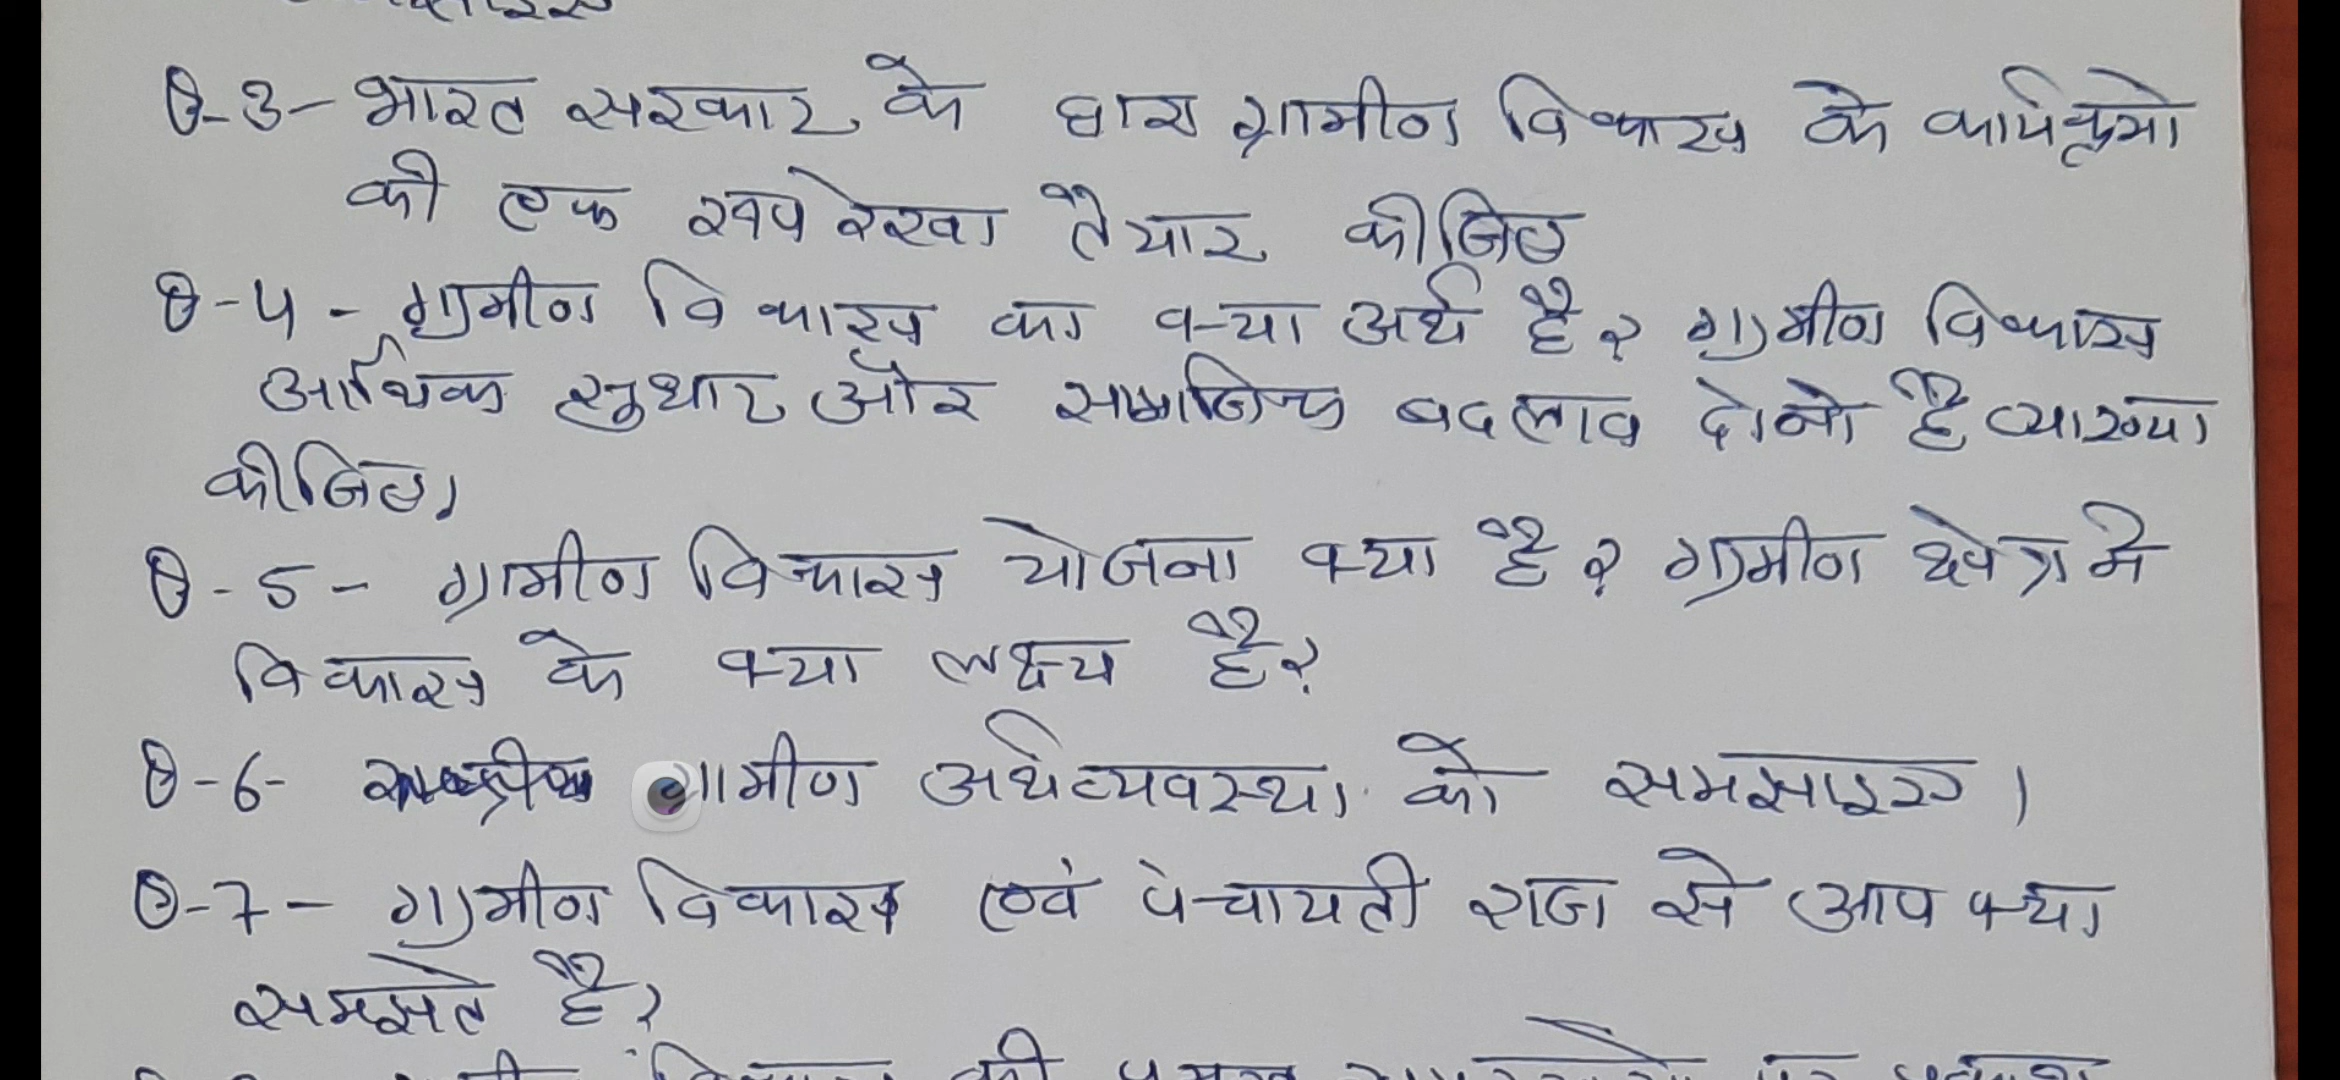 Q-3- भारत सरकार के द्वारा ग्रामीण विकास के कार्यक्रमो
की एक रूपरेखा तैयार कीजिए
Q-4- ग्रामीण विकास का क्या अर्थ है? ग्रामीण विकास
आर्थिक सुधार और समाजिक बदलाव दोनो है व्याख्या
कीजिए।
Q-5- ग्रामीण विकास योजना क्या है? ग्रामीण क्षेत्र मे
विकास के क्या लक्ष्य है?
Q-6- ग्रामीण अर्थव्यवस्था को समझाइए।
Q-7- ग्रामीण विकास एवं पंचायती राज से आप क्या
समझते है?